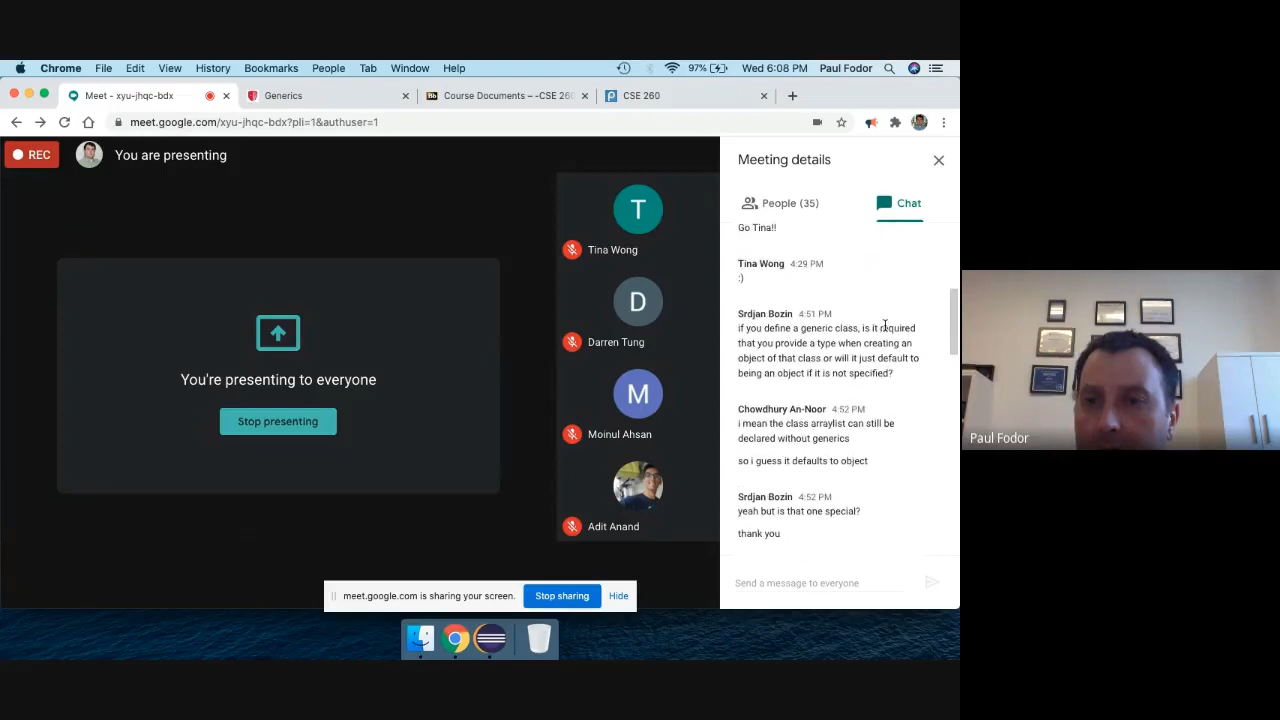 Chrome File Edit View History Bookmarks People Tab Window Help 97% Wed 6:08 PM Paul Fodor
Meet - xyu-jhqc-bdx Generics Bb Course Documents – -CSE 260 CSE 260
meet.google.com/xyu-jhqc-bdx?pli=1&authuser=1
REC You are presenting
You're presenting to everyone
Stop presenting
T
Tina Wong
D
Darren Tung
M
Moinul Ahsan
Adit Anand
Meeting details
People (35) Chat
Go Tina!!
Tina Wong 4:29 PM
:)
Srdjan Bozin 4:51 PM
if you define a generic class, is it required
that you provide a type when creating an
object of that class or will it just default to
being an object if it is not specified?
Chowdhury An-Noor 4:52 PM
i mean the class arraylist can still be
declared without generics
so i guess it defaults to object
Srdjan Bozin 4:52 PM
yeah but is that one special?
thank you
Send a message to everyone
meet.google.com is sharing your screen. Stop sharing Hide
Paul Fodor